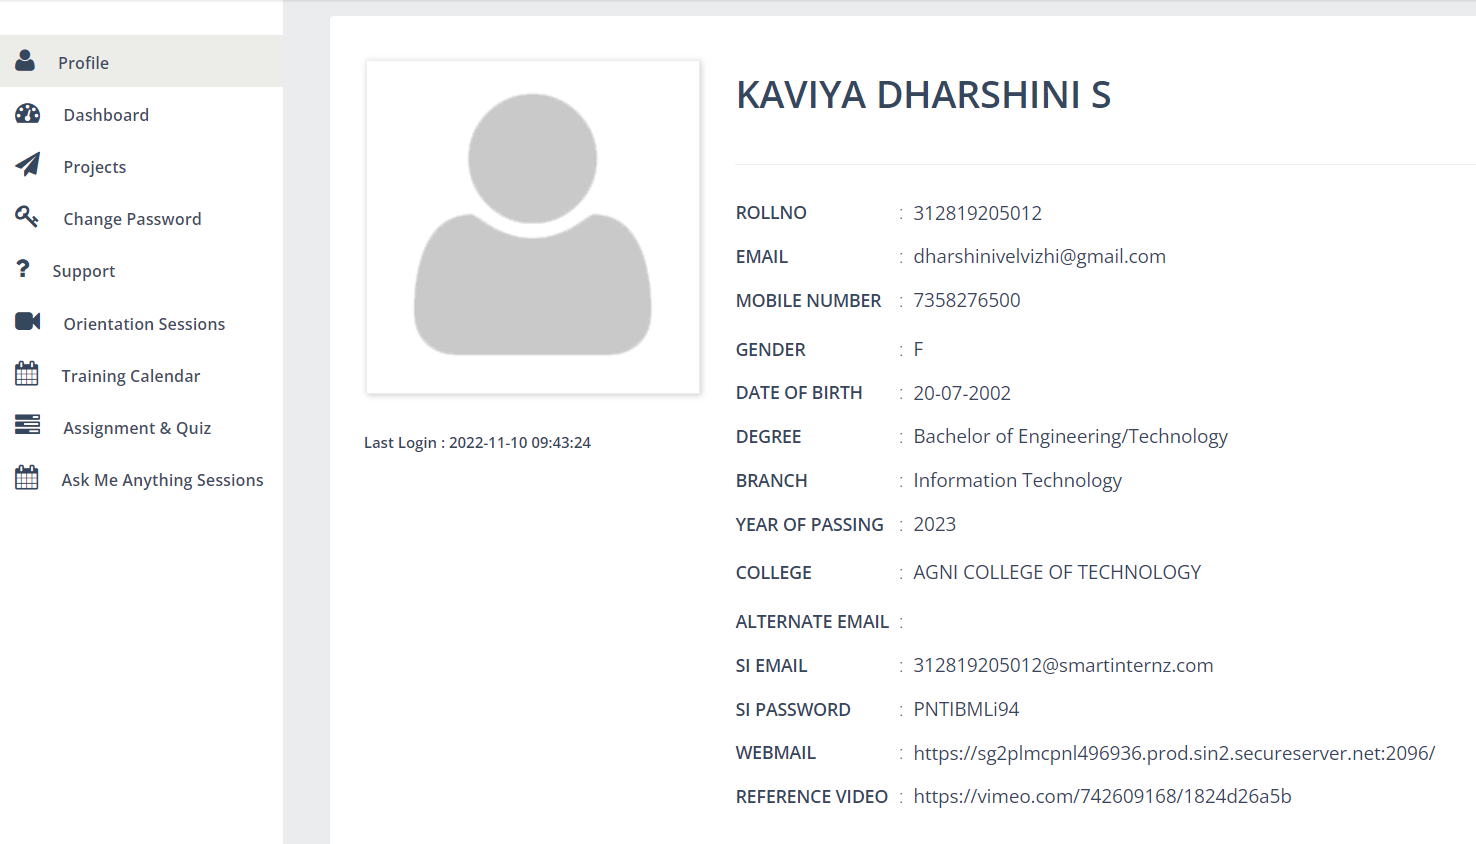 Profile
Dashboard
Projects
Change Password
Support
Orientation Sessions
Training Calendar
Assignment & Quiz
Ask Me Anything Sessions
Last Login : 2022-11-10 09:43:24
KAVIYA DHARSHINI S
ROLLNO : 312819205012
EMAIL : dharshinivelvizhi@gmail.com
MOBILE NUMBER : 7358276500
GENDER : F
DATE OF BIRTH : 20-07-2002
DEGREE : Bachelor of Engineering/Technology
BRANCH : Information Technology
YEAR OF PASSING : 2023
COLLEGE : AGNI COLLEGE OF TECHNOLOGY
ALTERNATE EMAIL :
SI EMAIL : 312819205012@smartinternz.com
SI PASSWORD : PNTIBMLi94
WEBMAIL : https://sg2plmcpnl496936.prod.sin2.secureserver.net:2096/
REFERENCE VIDEO : https://vimeo.com/742609168/1824d26a5b